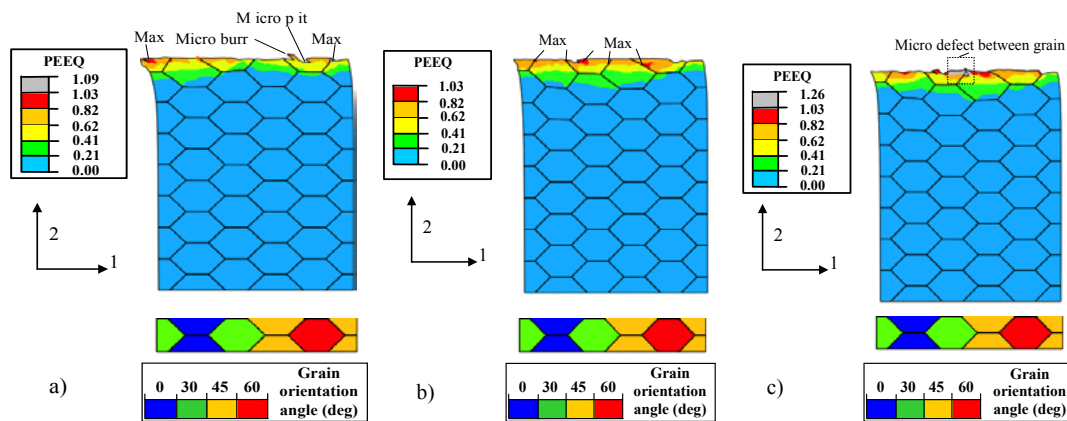 M icro p it
Max
Micro burr
Max
PEEQ
1.09
1.03
0.82
0.62
0.41
0.21
0.00
2
1
a)
0 30 45 60
Grain
orientation
angle (deg)
Max
Max
PEEQ
1.03
0.82
0.62
0.41
0.21
0.00
2
1
b)
0 30 45 60
Grain
orientation
angle (deg)
Micro defect between grain
PEEQ
1.26
1.03
0.82
0.62
0.41
0.21
0.00
2
1
c)
0 30 45 60
Grain
orientation
angle (deg)